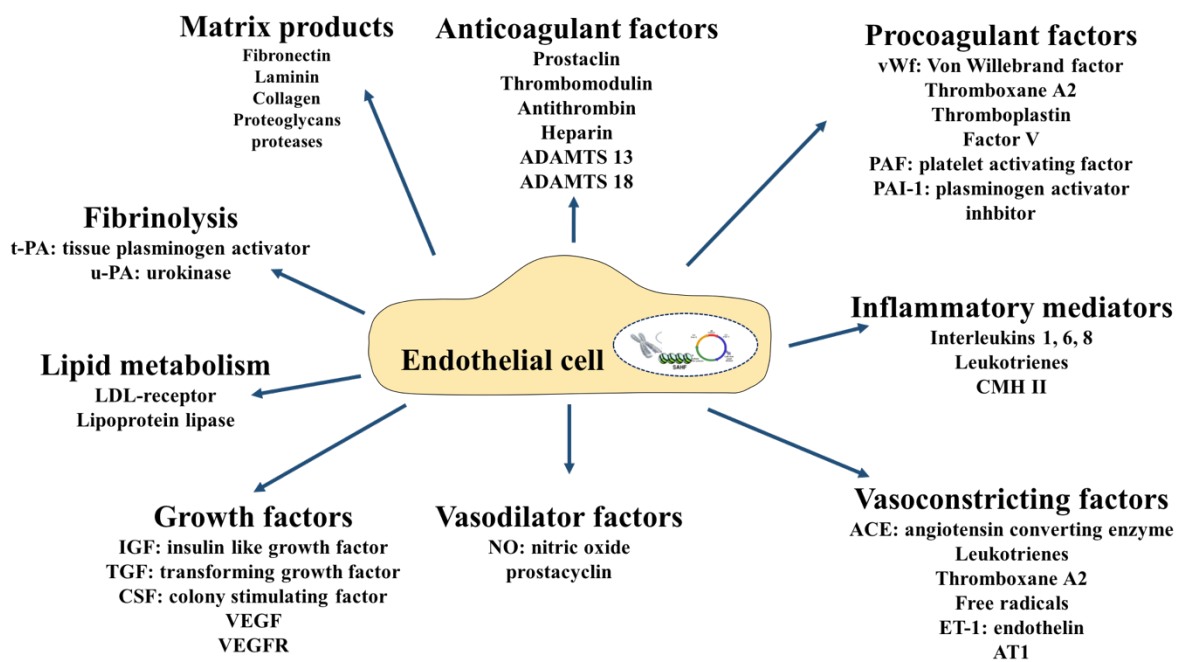 Matrix products
Fibronectin
Laminin
Collagen
Proteoglycans
proteases
Anticoagulant factors
Prostaclin
Thrombomodulin
Antithrombin
Heparin
ADAMTS 13
ADAMTS 18
Procoagulant factors
vWf: Von Willebrand factor
Thromboxane A2
Thromboplastin
Factor V
PAF: platelet activating factor
PAI-1: plasminogen activator
inhbitor
Fibrinolysis
t-PA: tissue plasminogen activator
u-PA: urokinase
Inflammatory mediators
Interleukins 1, 6, 8
Leukotrienes
CMH II
Endothelial cell
SAHF
Lipid metabolism
LDL-receptor
Lipoprotein lipase
Growth factors
IGF: insulin like growth factor
TGF: transforming growth factor
CSF: colony stimulating factor
VEGF
VEGFR
Vasodilator factors
NO: nitric oxide
prostacyclin
Vasoconstricting factors
ACE: angiotensin converting enzyme
Leukotrienes
Thromboxane A2
Free radicals
ET-1: endothelin
AT1